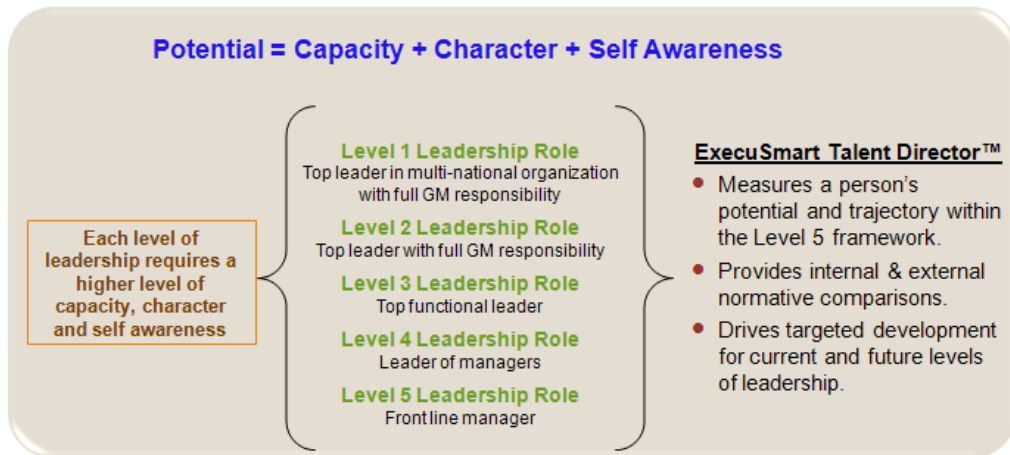 Potential = Capacity + Character + Self Awareness
Each level of
leadership requires a
higher level of
capacity, character
and self awareness
Level 1 Leadership Role
Top leader in multi-national organization
with full GM responsibility
Level 2 Leadership Role
Top leader with full GM responsibility
Level 3 Leadership Role
Top functional leader
Level 4 Leadership Role
Leader of managers
Level 5 Leadership Role
Front line manager
ExecuSmart Talent Director™
• Measures a person's
potential and trajectory within
the Level 5 framework.
• Provides internal & external
normative comparisons.
• Drives targeted development
for current and future levels
of leadership.